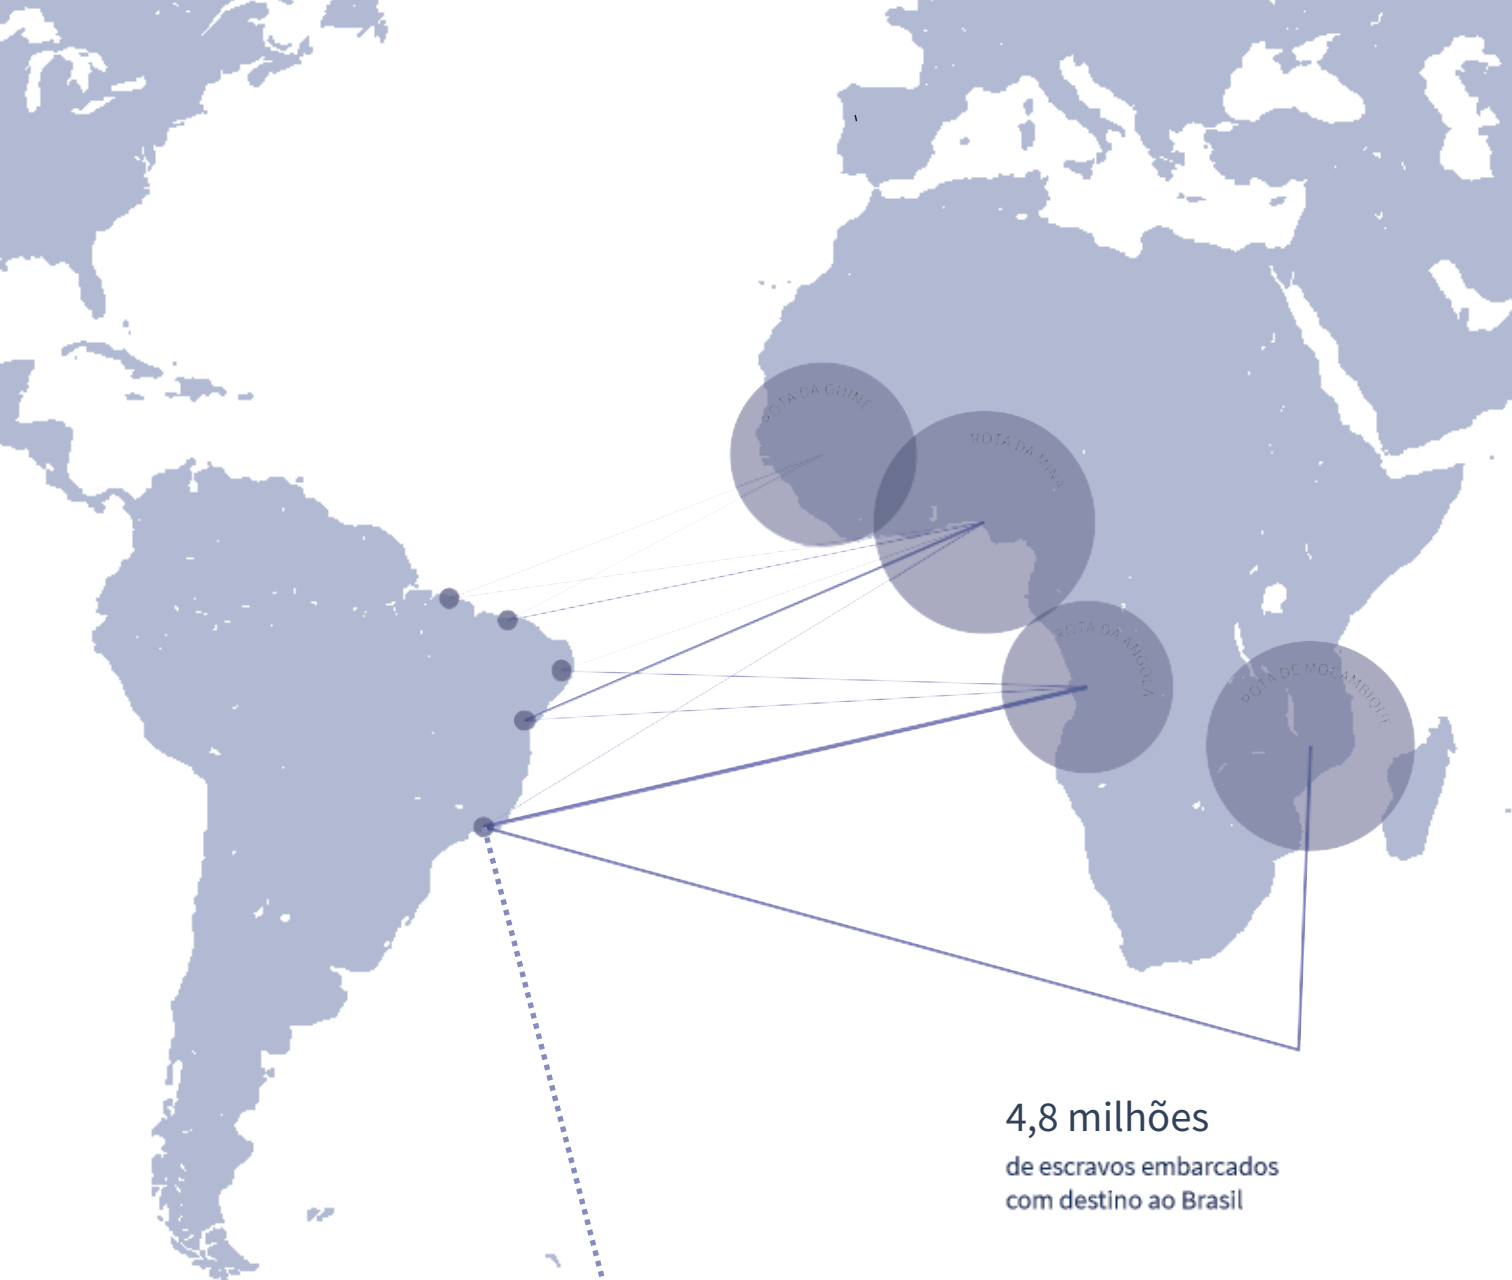 ROTA DA GUINÉ
ROTA DA MINA
ROTA DA ANGOLA
ROTA DE MOÇAMBIQUE
4,8 milhões
de escravos embarcados
com destino ao Brasil